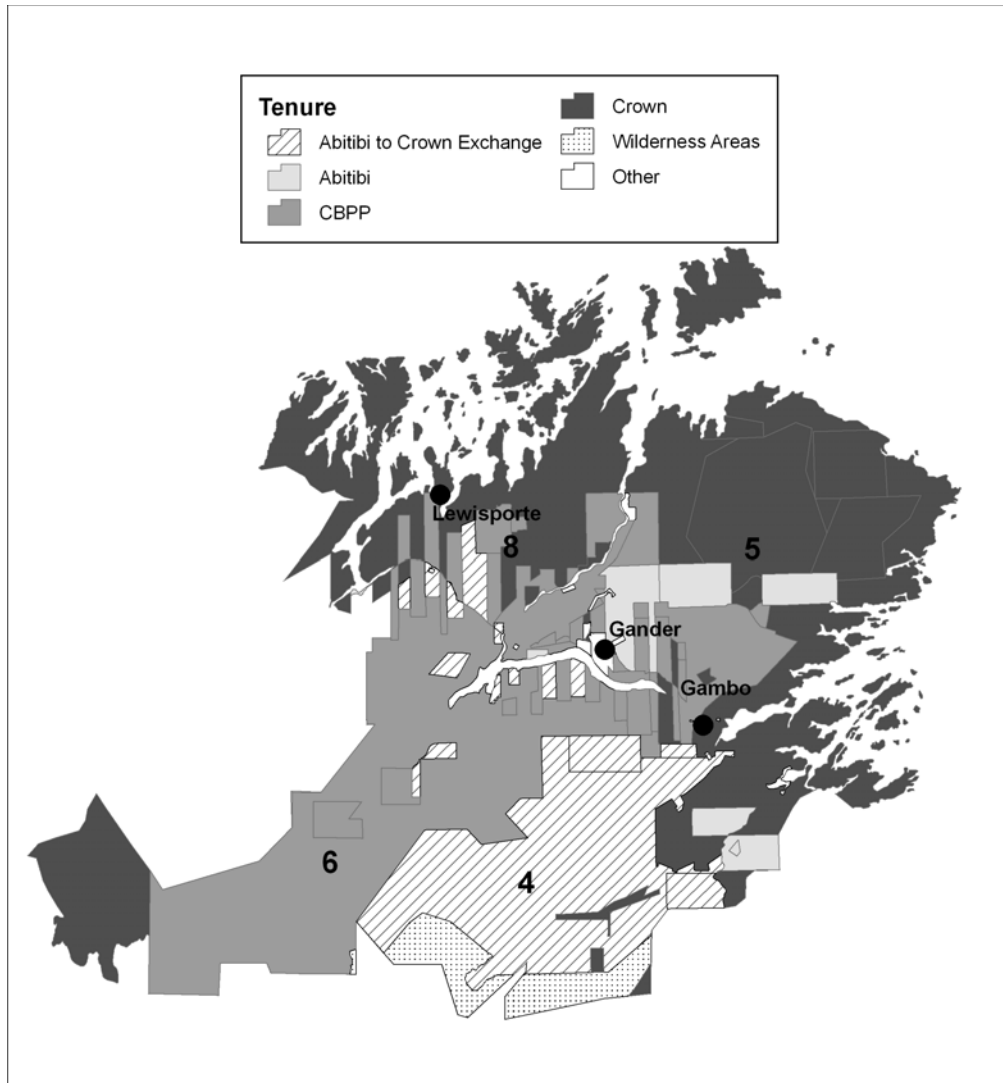 Tenure
Abitibi to Crown Exchange
Abitibi
CBPP
Crown
Wilderness Areas
Other
Lewisporte
8
5
Gander
Gambo
6
4